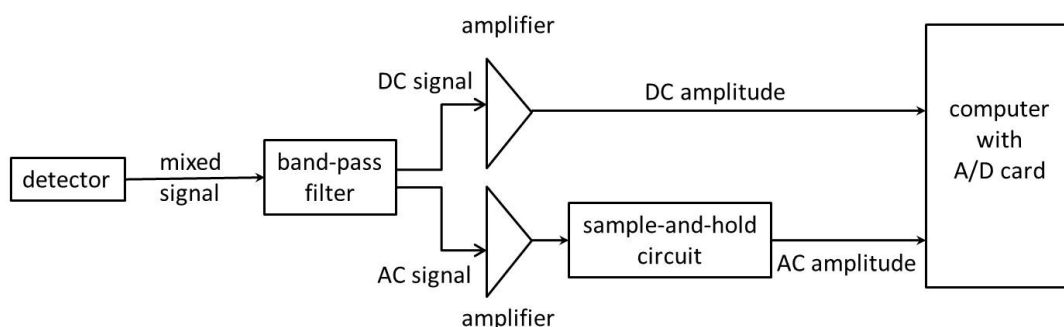 amplifier
DC signal
DC amplitude
computer
with
A/D card
detector
mixed
signal
band-pass
filter
sample-and-hold
circuit
AC signal
AC amplitude
amplifier